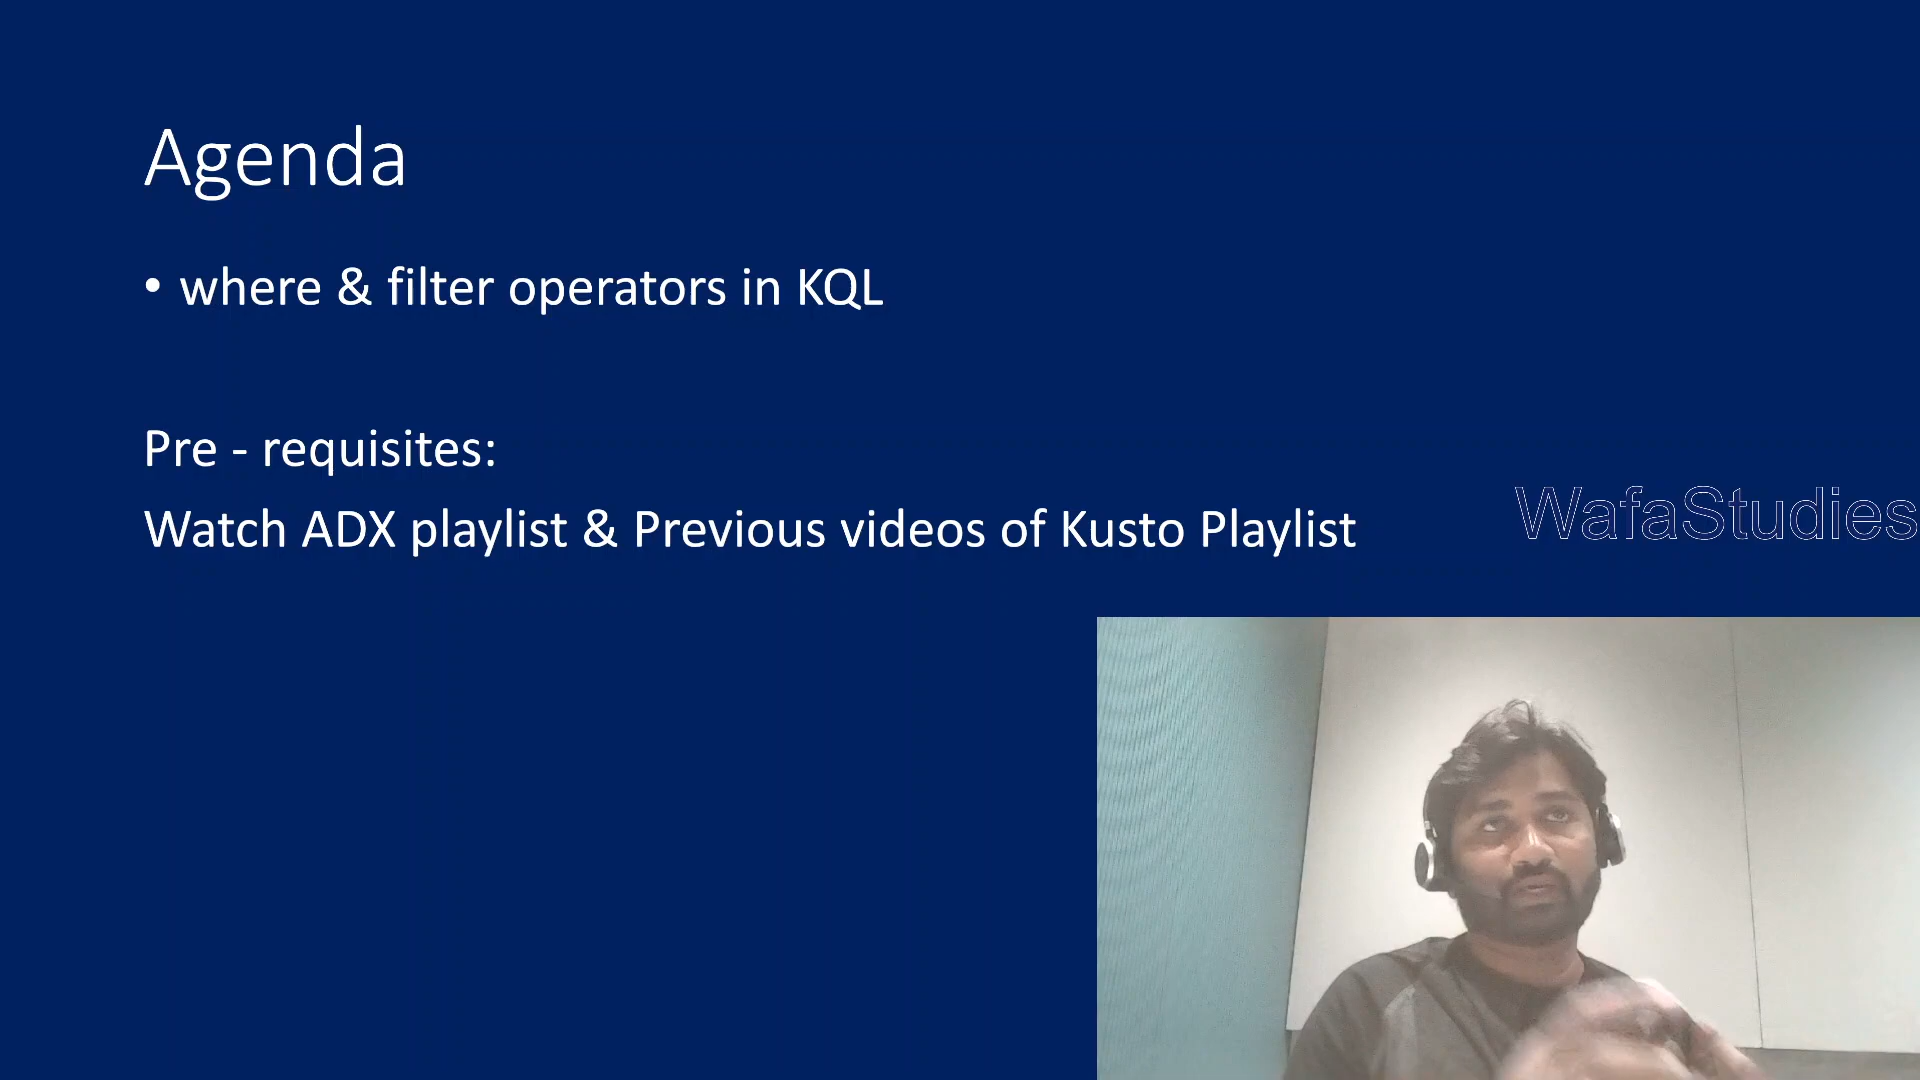 Agenda
• where & filter operators in KQL
Pre - requisites:
Watch ADX playlist & Previous videos of Kusto Playlist
WafaStudies